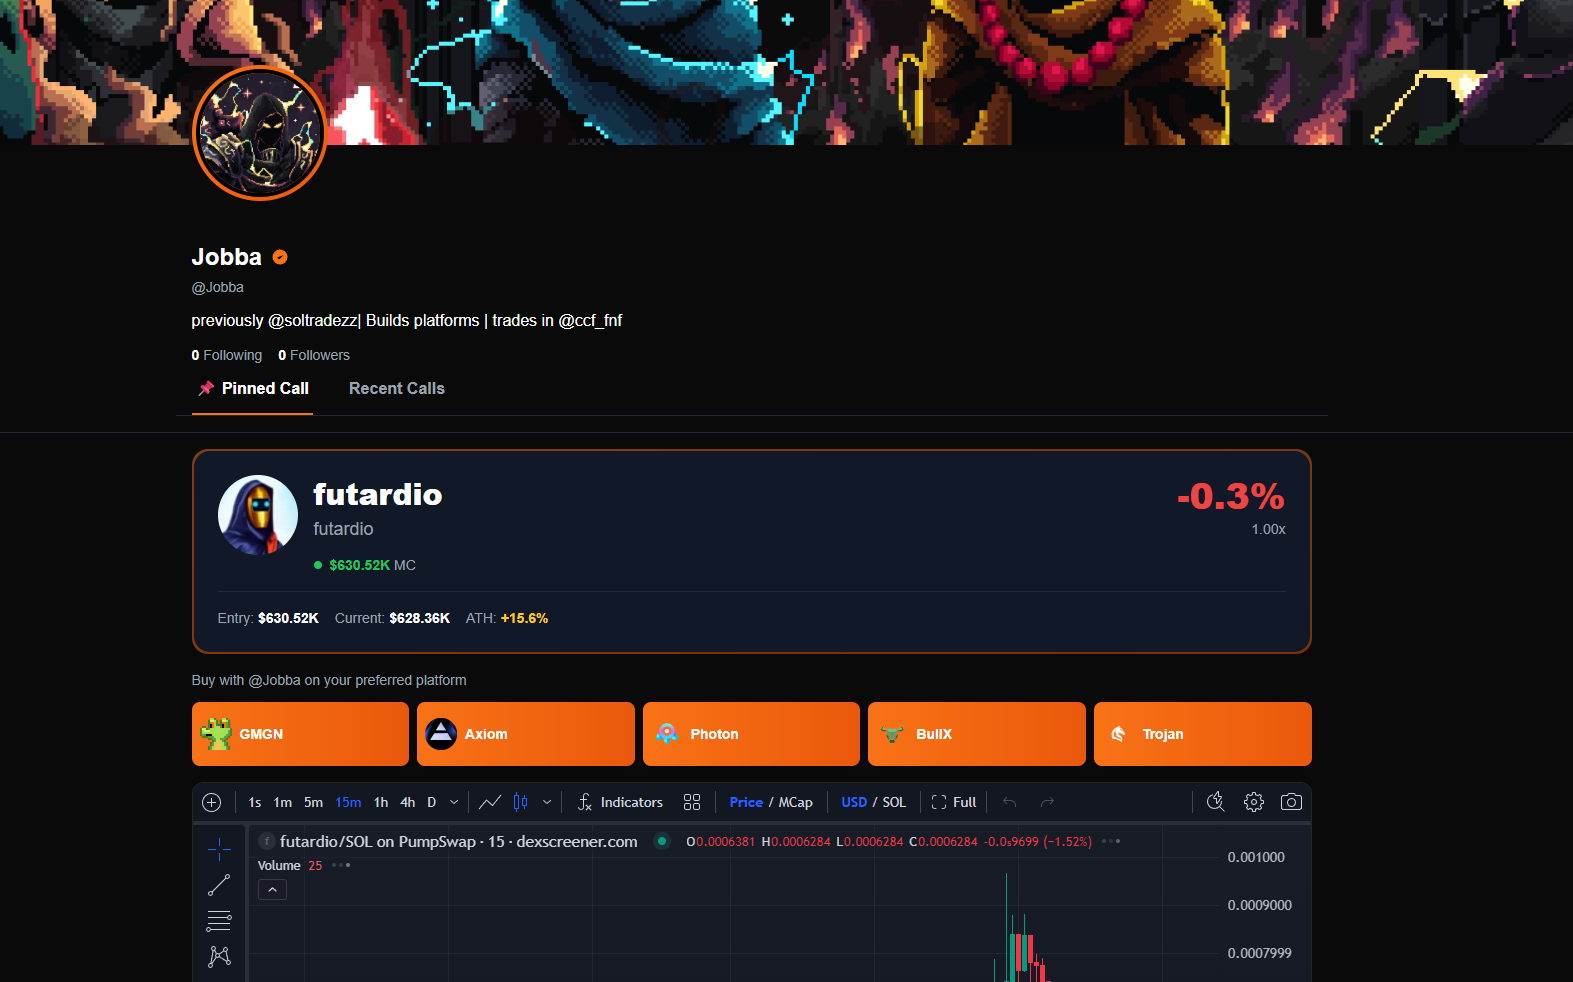 Jobba
@Jobba
previously @soltradezz| Builds platforms | trades in @ccf_fnf
0 Following 0 Followers
Pinned Call Recent Calls
futardio
-0.3%
futardio
1.00x
$630.52K MC
Entry: $630.52K Current: $628.36K ATH: +15.6%
Buy with @Jobba on your preferred platform
GMGN Axiom Photon BullX Trojan
1s 1m 5m 15m 1h 4h D Indicators Price / MCap USD / SOL Full
f futardio/SOL on PumpSwap · 15 · dexscreener.com O0.0006381 H0.0006284 L0.0006284 C0.0006284 -0.0₅9699 (−1.52%)
Volume 25
0.001000
0.0009000
0.0007999